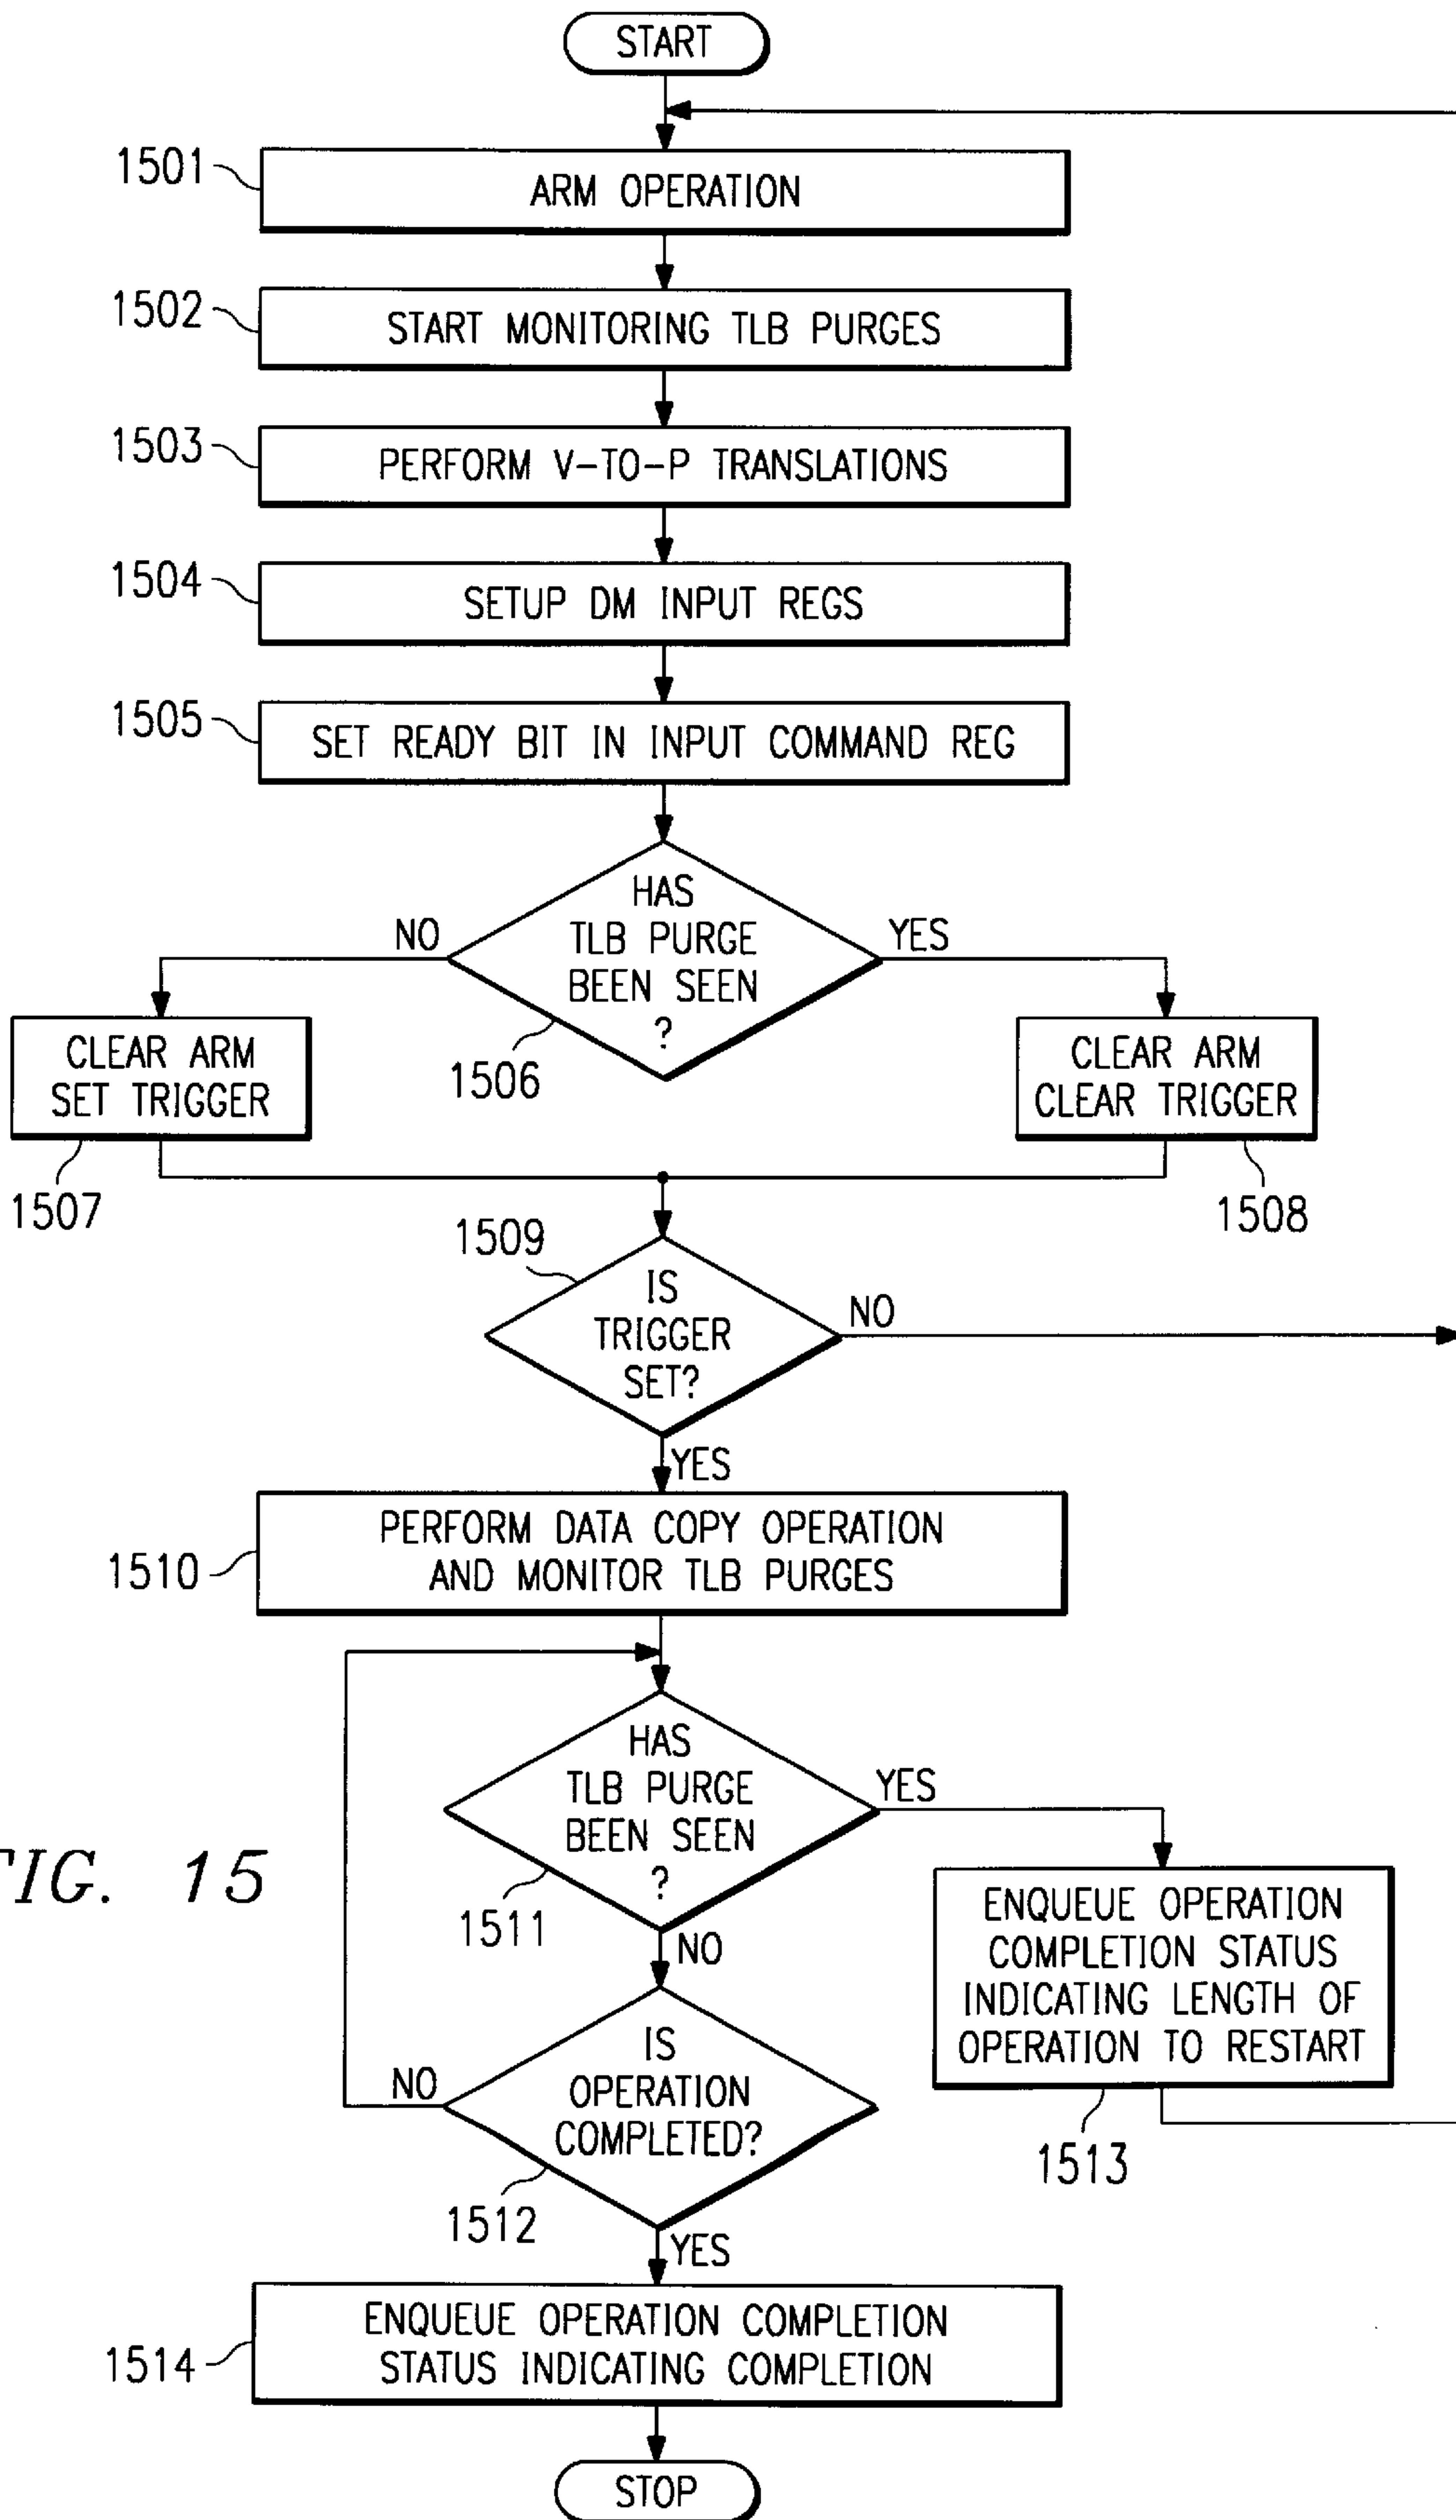 START
1501
ARM OPERATION
1502
START MONITORING TLB PURGES
1503
PERFORM V-TO-P TRANSLATIONS
1504
SETUP DM INPUT REGS
1505
SET READY BIT IN INPUT COMMAND REG
HAS
TLB PURGE
BEEN SEEN
?
NO
YES
1506
CLEAR ARM
SET TRIGGER
1507
CLEAR ARM
CLEAR TRIGGER
1508
1509
IS
TRIGGER
SET?
NO
YES
1510
PERFORM DATA COPY OPERATION
AND MONITOR TLB PURGES
HAS
TLB PURGE
BEEN SEEN
?
YES
1511
NO
ENQUEUE OPERATION
COMPLETION STATUS
INDICATING LENGTH OF
OPERATION TO RESTART
1513
IS
OPERATION
COMPLETED?
NO
1512
YES
1514
ENQUEUE OPERATION COMPLETION
STATUS INDICATING COMPLETION
STOP
FIG. 15